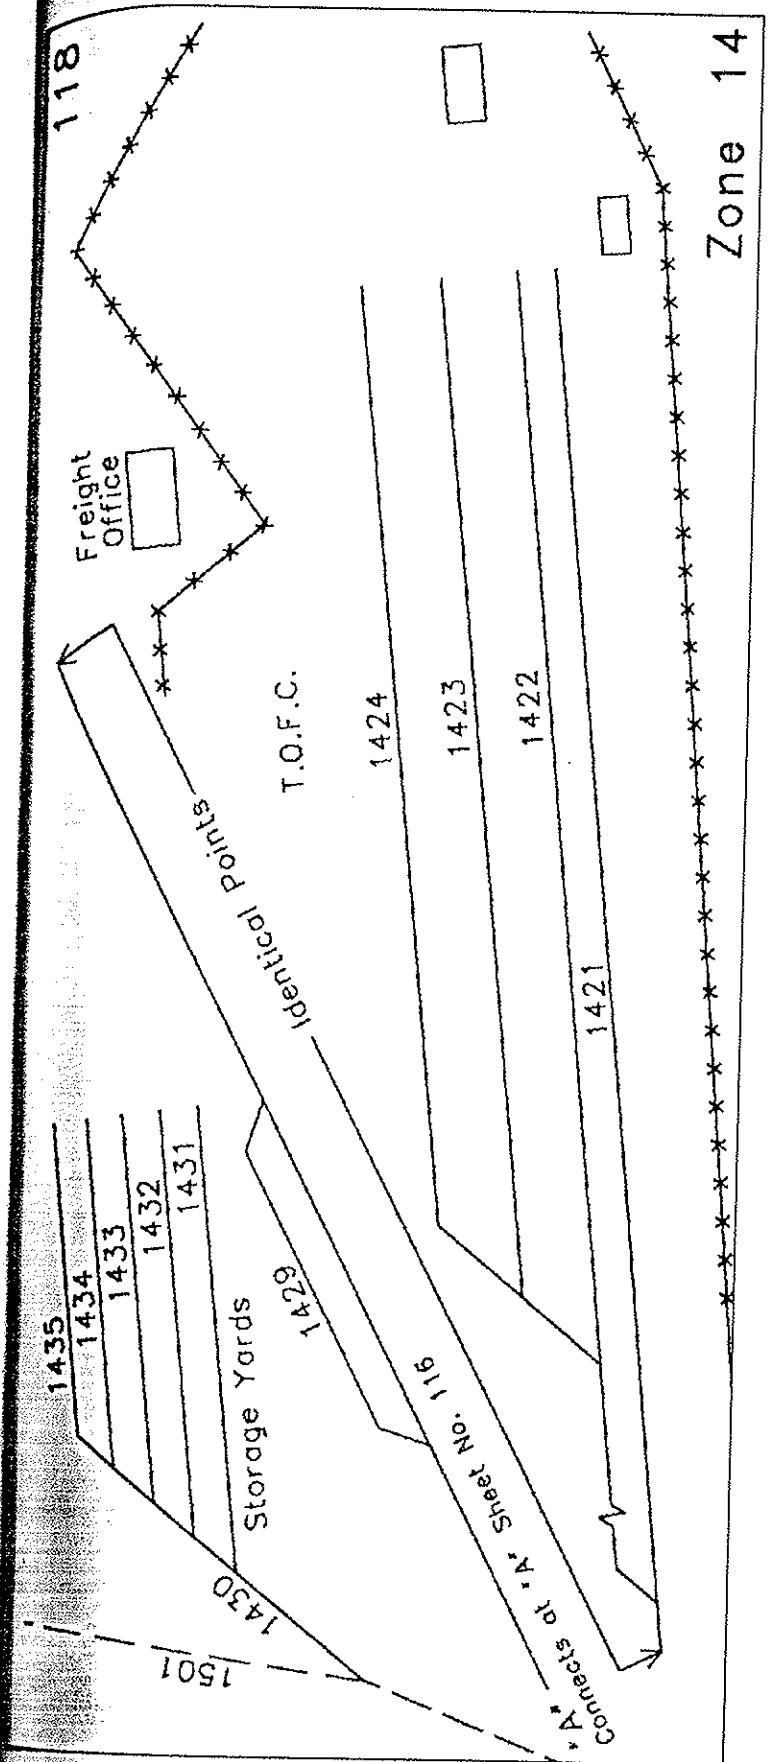 118
Zone 14
Freight
Office
T.O.F.C.
1424
1423
1422
1421
Identical Points
1435
1434
1433
1432
1431
Storage Yards
1429
1430
1501
"A"
Connects at "A" Sheet No. 116